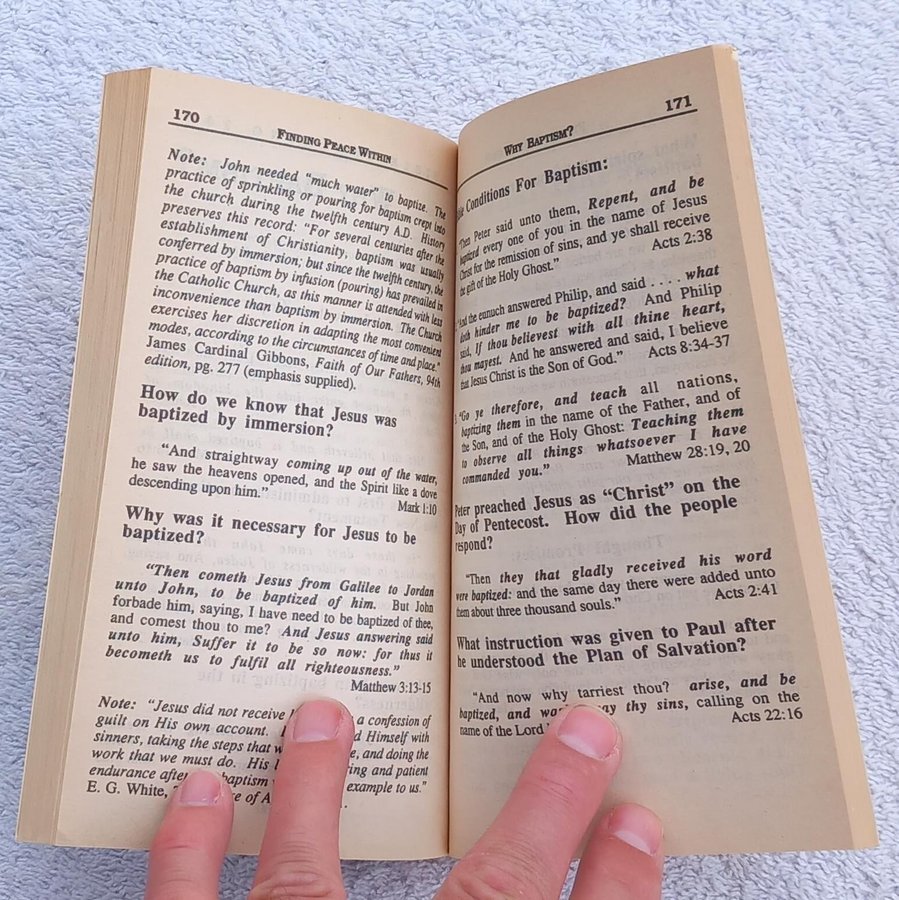 170
FINDING PEACE WITHIN
Note: John needed "much water" to baptize. The
practice of sprinkling or pouring for baptism crept into
the church during the twelfth century A.D. History
preserves this record: "For several centuries after the
establishment of Christianity, baptism was usually
conferred by immersion; but since the twelfth century, the
practice of baptism by infusion (pouring) has prevailed in
the Catholic Church, as this manner is attended with less
inconvenience than baptism by immersion. The Church
exercises her discretion in adapting the most convenient
modes, according to the circumstances of time and place."
James Cardinal Gibbons, Faith of Our Fathers, 94th
edition, pg. 277 (emphasis supplied).
How do we know that Jesus was
baptized by immersion?
"And straightway coming up out of the water,
he saw the heavens opened, and the Spirit like a dove
descending upon him."
Mark 1:10
Why was it necessary for Jesus to be
baptized?
"Then cometh Jesus from Galilee to Jordan
unto John, to be baptized of him. But John
forbade him, saying, I have need to be baptized of thee,
and comest thou to me? And Jesus answering said
unto him, Suffer it to be so now: for thus it
becometh us to fulfil all righteousness."
Matthew 3:13-15
Note: "Jesus did not receive a confession of
guilt on His own account. Himself with
sinners, taking the steps that and doing the
work that we must do. His and patient
endurance after baptism example to us."
E. G. White, of
WHY BAPTISM?
171
Conditions For Baptism:
"Then Peter said unto them, Repent, and be
baptized every one of you in the name of Jesus
Christ for the remission of sins, and ye shall receive
the gift of the Holy Ghost." Acts 2:38
"And the eunuch answered Philip, and said . . . . what
doth hinder me to be baptized? And Philip
said, If thou believest with all thine heart,
thou mayest. And he answered and said, I believe
that Jesus Christ is the Son of God." Acts 8:34-37
"Go ye therefore, and teach all nations,
baptizing them in the name of the Father, and of
the Son, and of the Holy Ghost: Teaching them
to observe all things whatsoever I have
commanded you." Matthew 28:19, 20
Peter preached Jesus as "Christ" on the
Day of Pentecost. How did the people
respond?
"Then they that gladly received his word
were baptized: and the same day there were added unto
them about three thousand souls." Acts 2:41
What instruction was given to Paul after
he understood the Plan of Salvation?
"And now why tarriest thou? arise, and be
baptized, and thy sins, calling on the
name of the Lord Acts 22:16